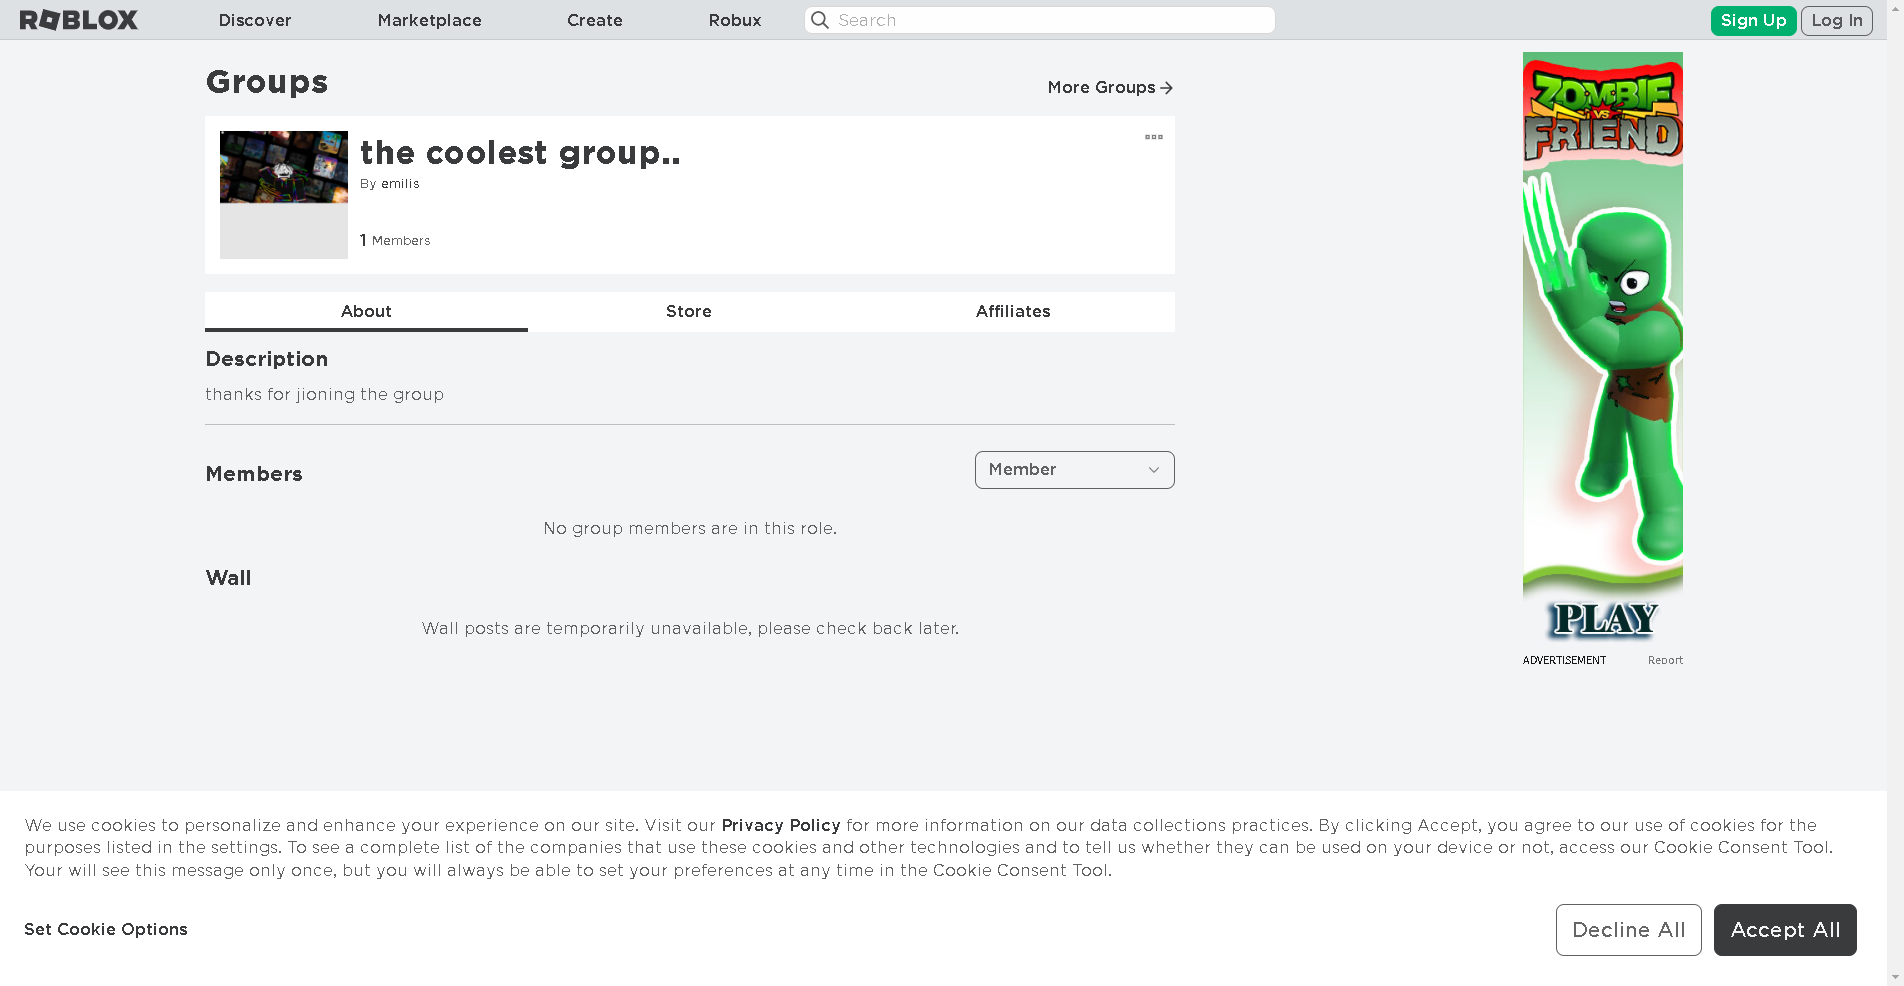 ROBLOX
Discover
Marketplace
Create
Robux
Search
Sign Up
Log In
Groups
More Groups
the coolest group..
By emilis
1 Members
About
Store
Affiliates
Description
thanks for jioning the group
Members
Member
No group members are in this role.
Wall
Wall posts are temporarily unavailable, please check back later.
ZOMBIE
VS
FRIEND
PLAY
ADVERTISEMENT
Report
We use cookies to personalize and enhance your experience on our site. Visit our Privacy Policy for more information on our data collections practices. By clicking Accept, you agree to our use of cookies for the
purposes listed in the settings. To see a complete list of the companies that use these cookies and other technologies and to tell us whether they can be used on your device or not, access our Cookie Consent Tool.
Your will see this message only once, but you will always be able to set your preferences at any time in the Cookie Consent Tool.
Set Cookie Options
Decline All
Accept All